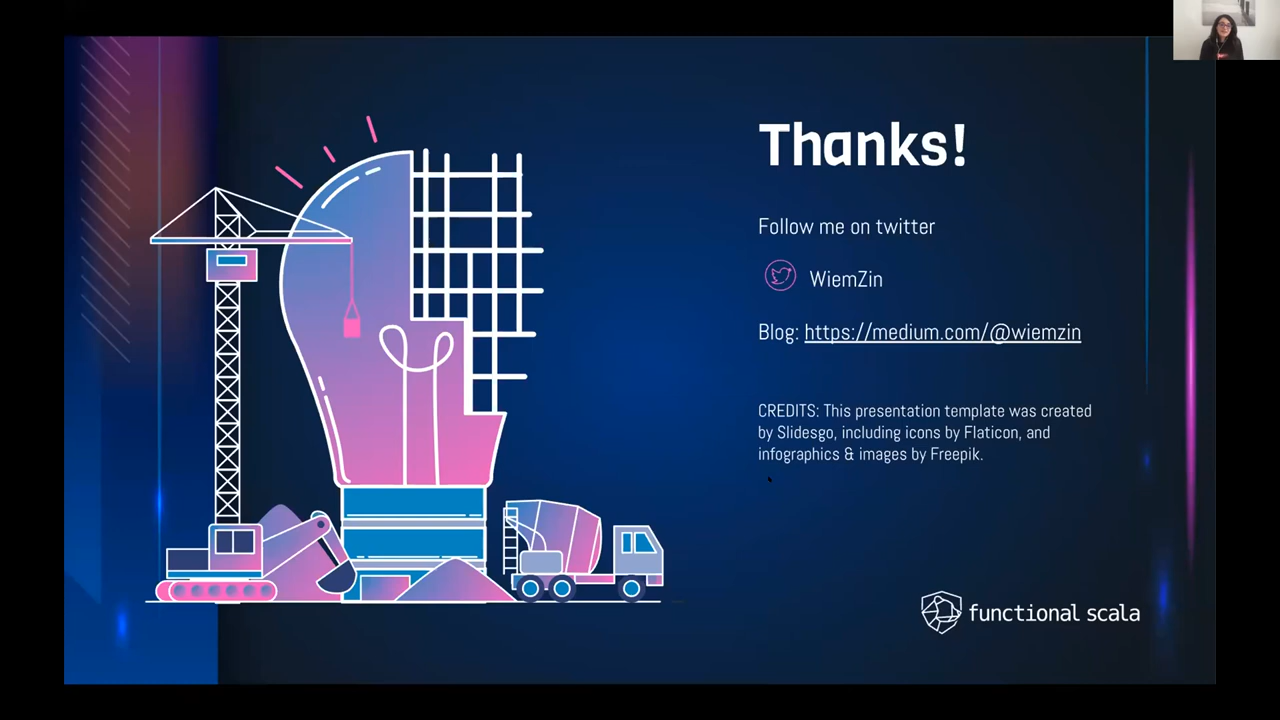 Thanks!
Follow me on twitter
WiemZin
Blog: https://medium.com/@wiemzin
CREDITS: This presentation template was created
by Slidesgo, including icons by Flaticon, and
infographics & images by Freepik.
functional scala